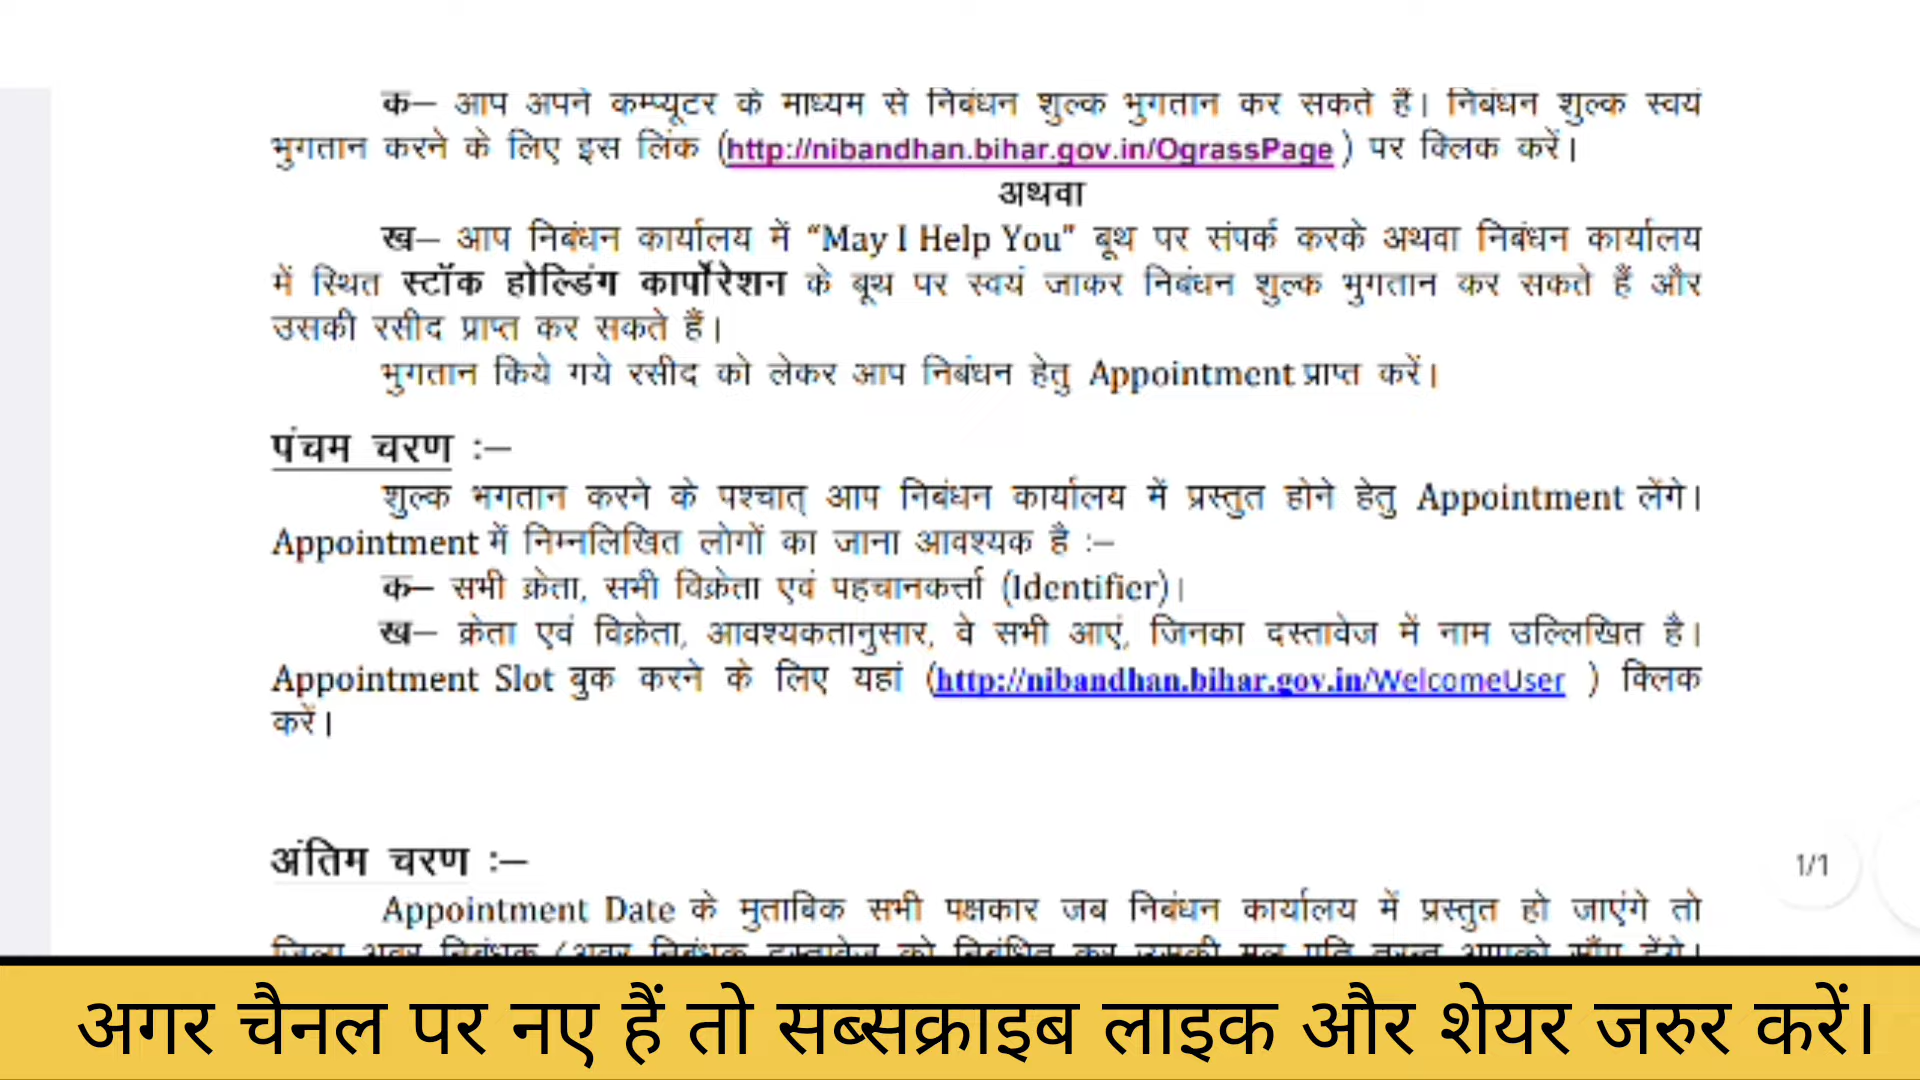 क– आप अपने कम्प्यूटर के माध्यम से निबंधन शुल्क भुगतान कर सकते हैं। निबंधन शुल्क स्वयं
भुगतान करने के लिए इस लिंक (http://nibandhan.bihar.gov.in/OgrassPage) पर क्लिक करें।
अथवा
ख– आप निबंधन कार्यालय में “May I Help You” बूथ पर संपर्क करके अथवा निबंधन कार्यालय
में स्थित स्टॉक होल्डिंग कार्पोरेशन के बूथ पर स्वयं जाकर निबंधन शुल्क भुगतान कर सकते हैं और
उसकी रसीद प्राप्त कर सकते हैं।
भुगतान किये गये रसीद को लेकर आप निबंधन हेतु Appointment प्राप्त करें।
पंचम चरण :–
शुल्क भगतान करने के पश्चात् आप निबंधन कार्यालय में प्रस्तुत होने हेतु Appointment लेंगे।
Appointment में निम्नलिखित लोगों का जाना आवश्यक है :–
क– सभी क्रेता, सभी विक्रेता एवं पहचानकर्त्ता (Identifier)।
ख– क्रेता एवं विक्रेता, आवश्यकतानुसार, वे सभी आएं, जिनका दस्तावेज में नाम उल्लिखित है।
Appointment Slot बुक करने के लिए यहां (http://nibandhan.bihar.gov.in/WelcomeUser ) क्लिक
करें।
अंतिम चरण :–
1/1
Appointment Date के मुताबिक सभी पक्षकार जब निबंधन कार्यालय में प्रस्तुत हो जाएंगे तो
अगर चैनल पर नए हैं तो सब्सक्राइब लाइक और शेयर जरुर करें।